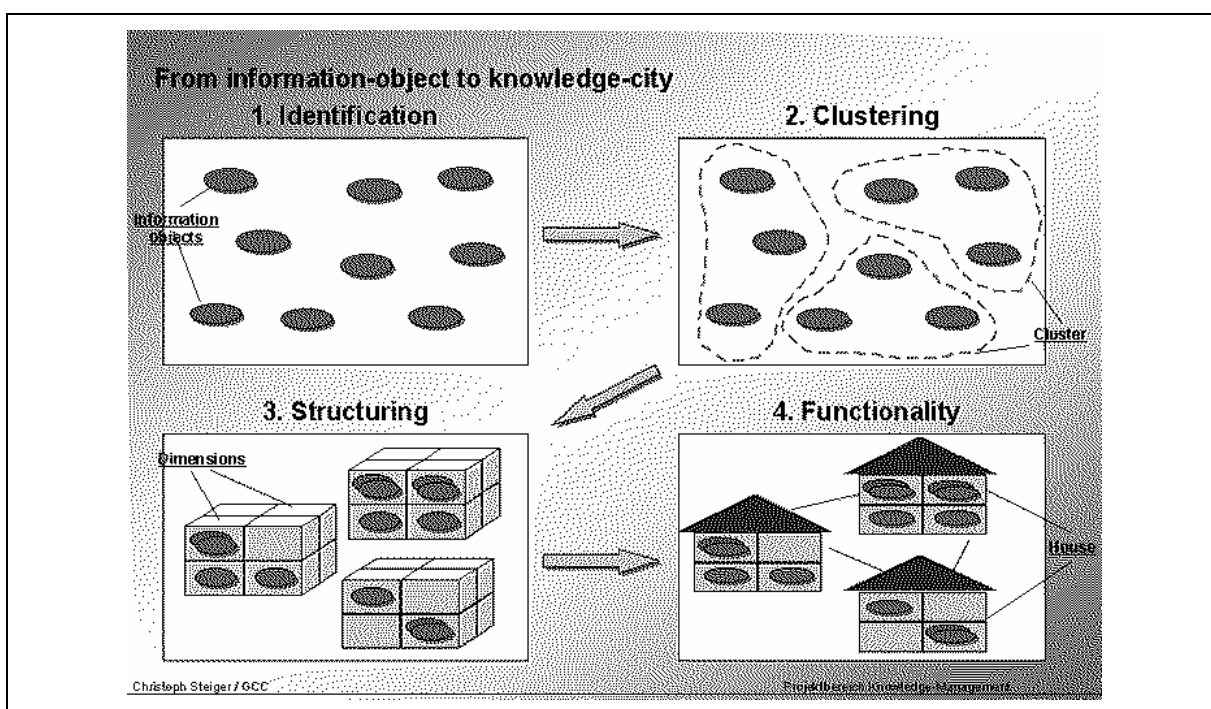 From information-object to knowledge-city
1. Identification
2. Clustering
Information
objects
Cluster
3. Structuring
4. Functionality
Dimensions
House
Christoph Steiger / GCC
Projektbereich Knowledge Management